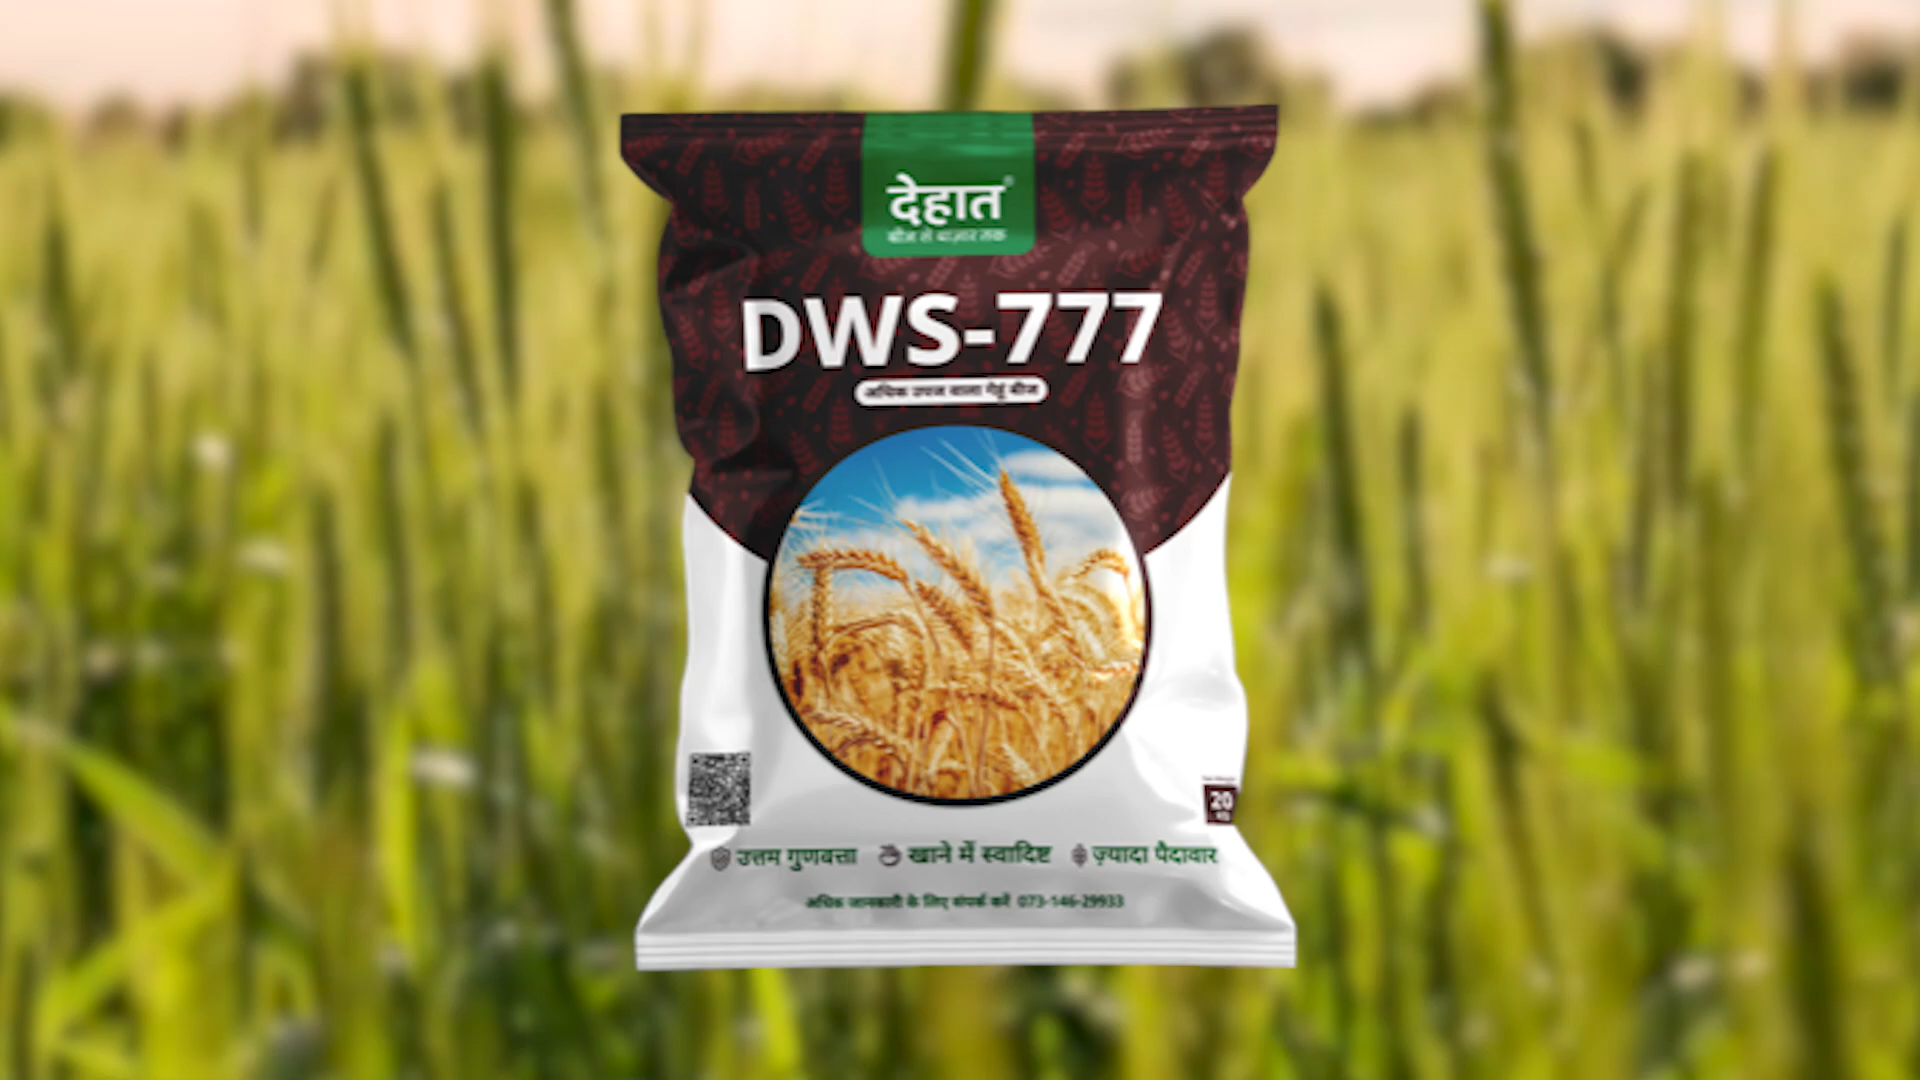 देहात
बीज से बाज़ार तक
DWS-777
अधिक उपज वाला गेहूं बीज
20
उत्तम गुणवत्ता
खाने में स्वादिष्ट
ज़्यादा पैदावार
अधिक जानकारी के लिए संपर्क करें 073-146-29933